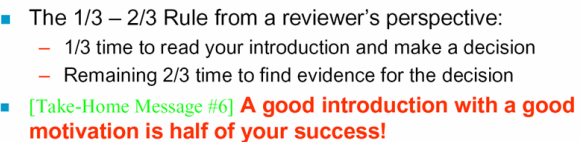 The 1/3 – 2/3 Rule from a reviewer's perspective:
– 1/3 time to read your introduction and make a decision
– Remaining 2/3 time to find evidence for the decision
[Take-Home Message #6] A good introduction with a good
motivation is half of your success!